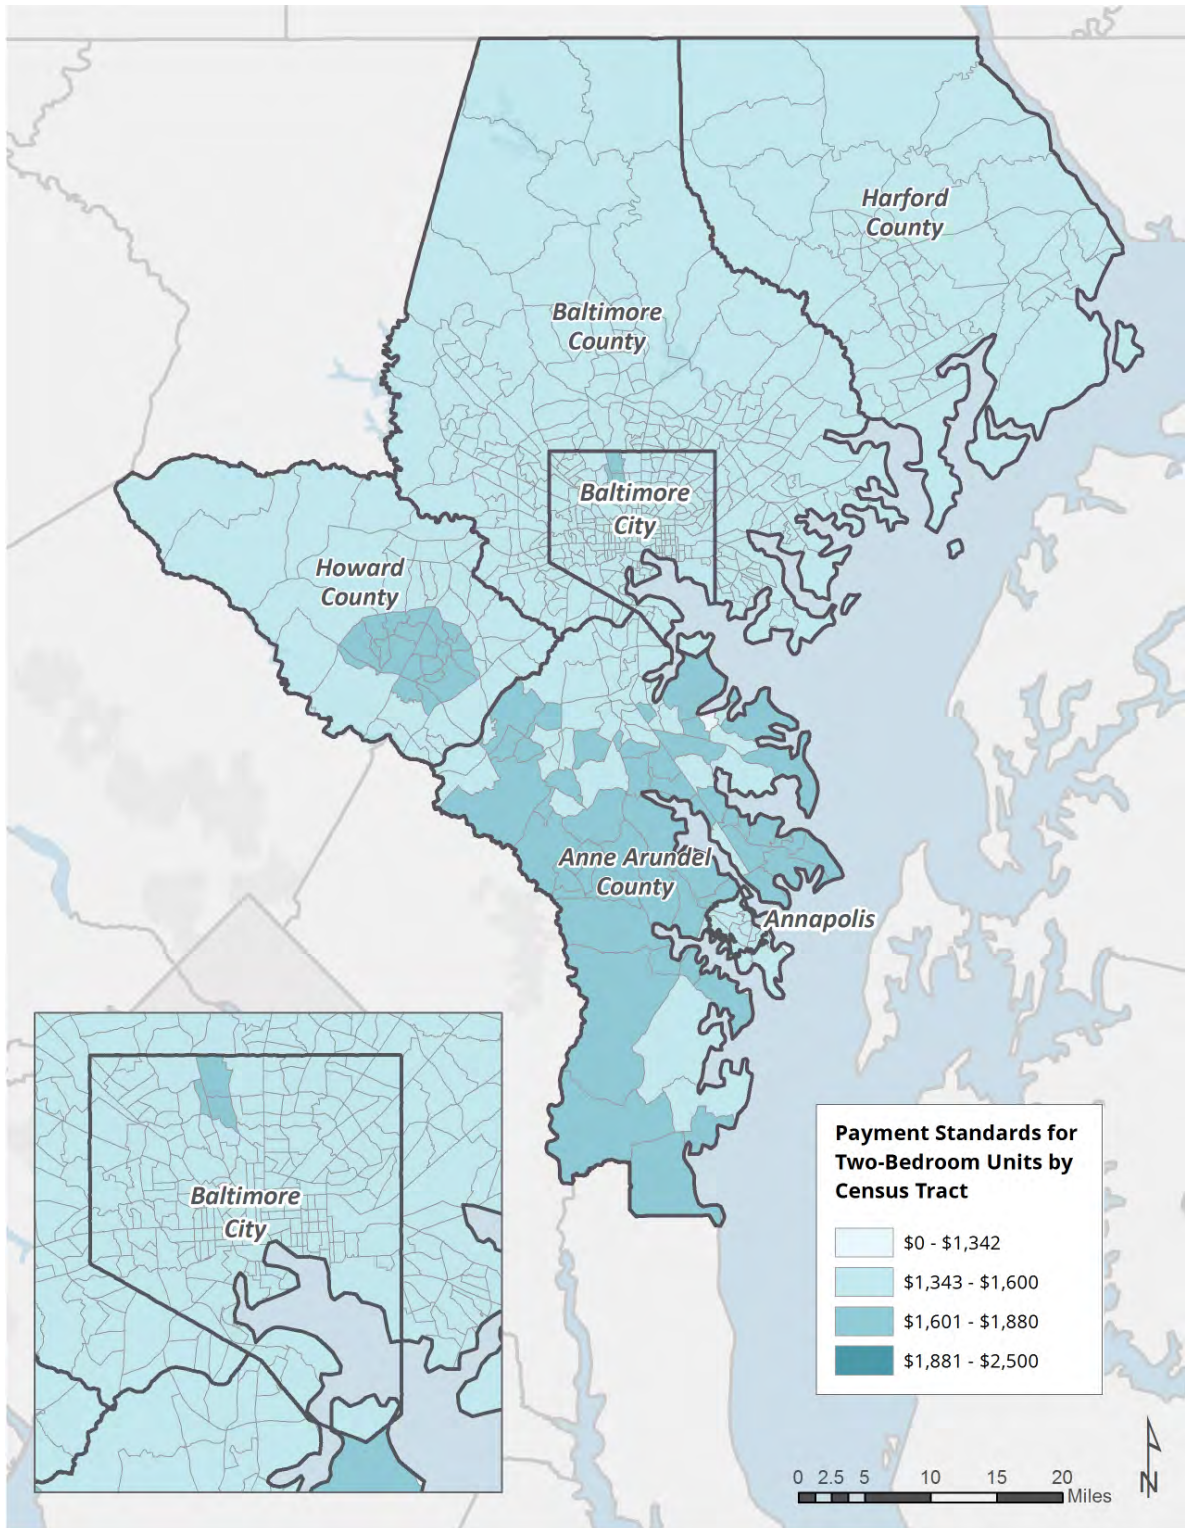 Harford
County
Baltimore
County
Baltimore
City
Howard
County
Anne Arundel
County
Annapolis
Baltimore
City
Payment Standards for
Two-Bedroom Units by
Census Tract
$0 - $1,342
$1,343 - $1,600
$1,601 - $1,880
$1,881 - $2,500
N
0 2.5 5 10 15 20
Miles